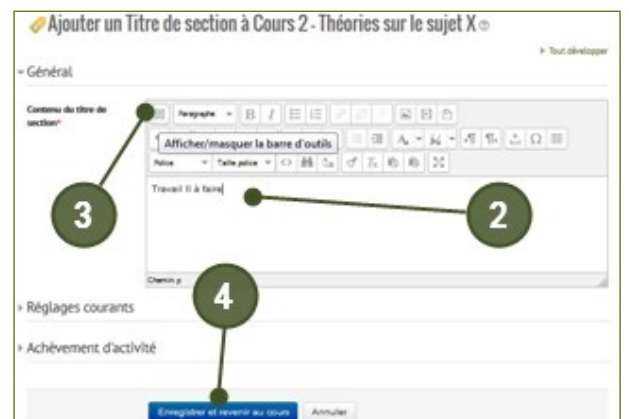 Ajouter un Titre de section à Cours 2 - Théories sur le sujet X
Tout développer
Général
Contenu du titre de
section*
Paragraphe
B I
Afficher/masquer la barre d'outils
Police Taille police
Travail II à faire
3
2
Chemin: p
4
Réglages courants
Achèvement d'activité
Enregistrer et revenir au cours Annuler